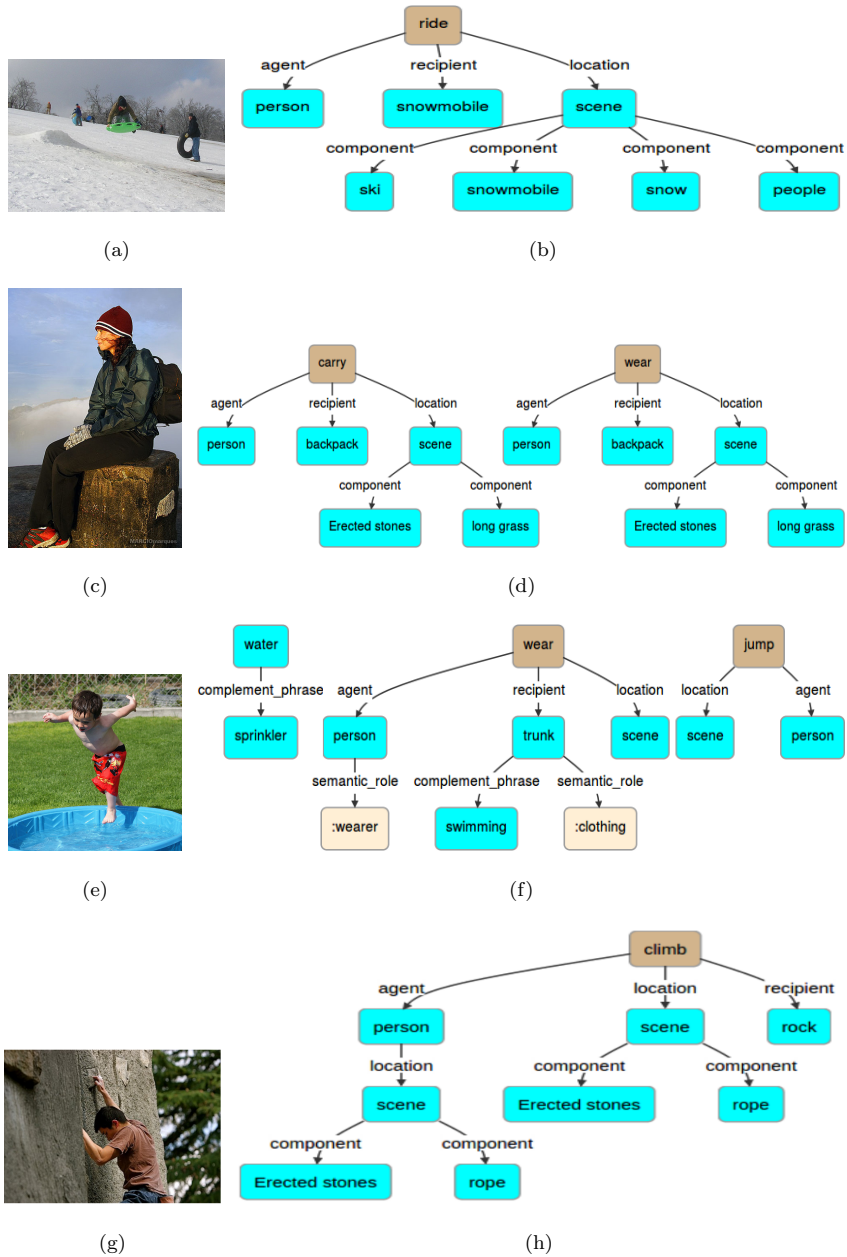 ride
agent recipient location
person snowmobile scene
component component component component
ski snowmobile snow people
(a) (b)
carry wear
agent recipient location agent recipient location
person backpack scene person backpack scene
component component component component
Erected stones long grass Erected stones long grass
(c) (d)
water wear jump
complement_phrase agent recipient location location agent
sprinkler person trunk scene scene person
semantic_role complement_phrase semantic_role
:wearer swimming :clothing
(e) (f)
climb
agent location recipient
person scene rock
location component component
scene Erected stones rope
component component
Erected stones rope
(g) (h)